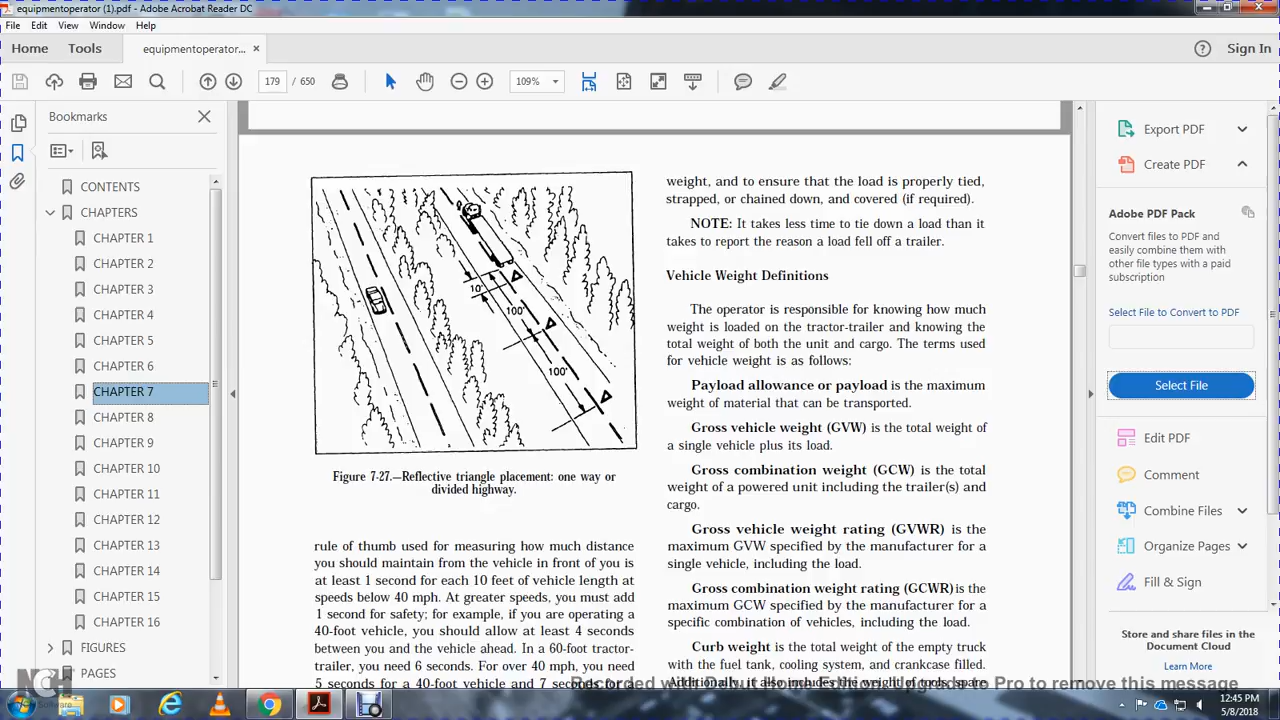 equipmentoperator (1).pdf - Adobe Acrobat Reader DC
File Edit View Window Help
Home Tools equipmentoperator... × Sign In
179 / 650 109%
Bookmarks
CONTENTS
CHAPTERS
CHAPTER 1
CHAPTER 2
CHAPTER 3
CHAPTER 4
CHAPTER 5
CHAPTER 6
CHAPTER 7
CHAPTER 8
CHAPTER 9
CHAPTER 10
CHAPTER 11
CHAPTER 12
CHAPTER 13
CHAPTER 14
CHAPTER 15
CHAPTER 16
FIGURES
PAGES
10'
100'
100'
Figure 7-27.—Reflective triangle placement: one way or
divided highway.
rule of thumb used for measuring how much distance
you should maintain from the vehicle in front of you is
at least 1 second for each 10 feet of vehicle length at
speeds below 40 mph. At greater speeds, you must add
1 second for safety; for example, if you are operating a
40-foot vehicle, you should allow at least 4 seconds
between you and the vehicle ahead. In a 60-foot tractor-
trailer, you need 6 seconds. For over 40 mph, you need
5 seconds for a 40-foot vehicle and 7 seconds for
weight, and to ensure that the load is properly tied,
strapped, or chained down, and covered (if required).
NOTE: It takes less time to tie down a load than it
takes to report the reason a load fell off a trailer.
Vehicle Weight Definitions
The operator is responsible for knowing how much
weight is loaded on the tractor-trailer and knowing the
total weight of both the unit and cargo. The terms used
for vehicle weight is as follows:
Payload allowance or payload is the maximum
weight of material that can be transported.
Gross vehicle weight (GVW) is the total weight of
a single vehicle plus its load.
Gross combination weight (GCW) is the total
weight of a powered unit including the trailer(s) and
cargo.
Gross vehicle weight rating (GVWR) is the
maximum GVW specified by the manufacturer for a
single vehicle, including the load.
Gross combination weight rating (GCWR) is the
maximum GCW specified by the manufacturer for a
specific combination of vehicles, including the load.
Curb weight is the total weight of the empty truck
with the fuel tank, cooling system, and crankcase filled.
Additionally, it also includes the weight of tools, spare
Export PDF
Create PDF
Adobe PDF Pack
Convert files to PDF and
easily combine them with
other file types with a paid
subscription
Select File to Convert to PDF
Select File
Edit PDF
Comment
Combine Files
Organize Pages
Fill & Sign
Store and share files in the
Document Cloud
Learn More
NCH
Software
Recorded with Debut
to Pro to remove this message
12:45 PM
5/8/2018